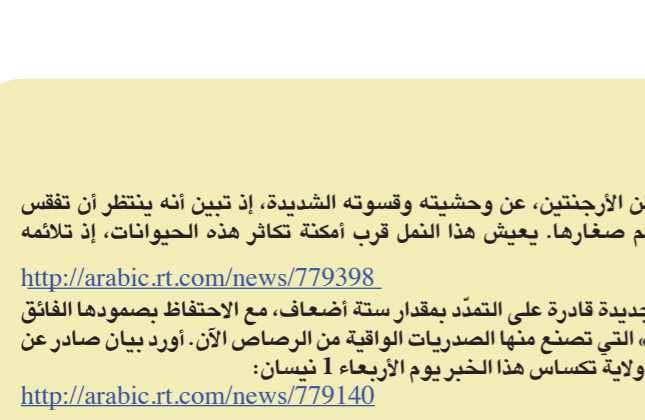 الأرجنتين، عن وحشيته وقسوته الشديدة، إذ تبين أنه ينتظر أن تفقس
صغارها. يعيش هذا النمل قرب أمكنة تكاثر هذه الحيوانات، إذ تلائمه
http://arabic.rt.com/news/779398
جديدة قادرة على التمدّد بمقدار ستة أضعاف، مع الاحتفاظ بصمودها الفائق
» التي تصنع منها الصدريات الواقية من الرصاص الآن. أورد بيان صادر عن
ولاية تكساس هذا الخبر يوم الأربعاء 1 نيسان:
http://arabic.rt.com/news/779140